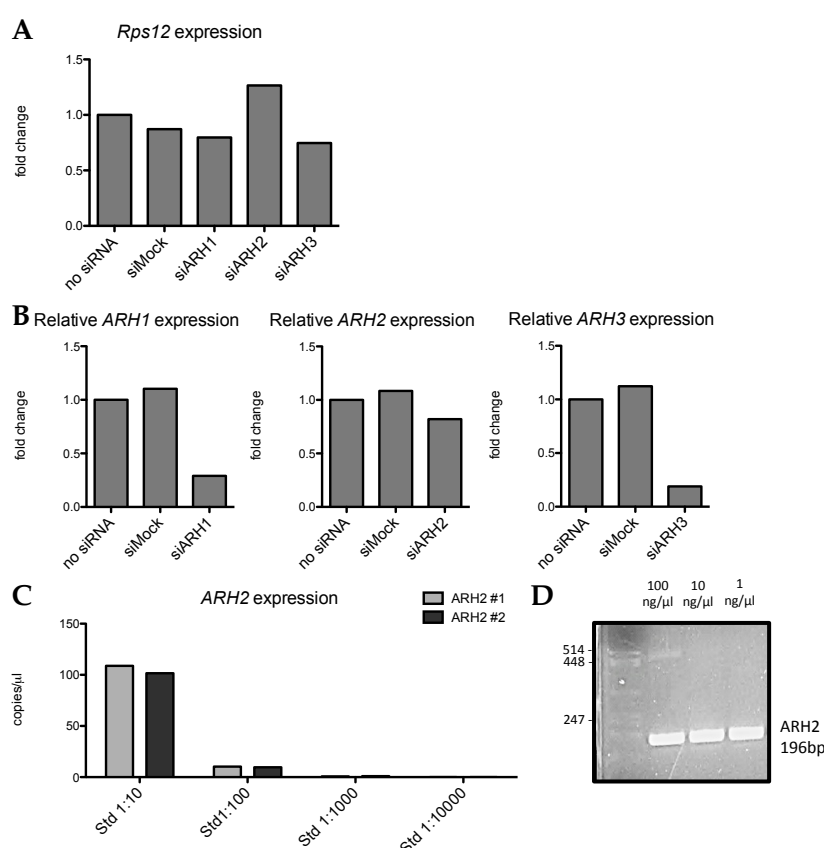 A
Rps12 expression
fold change
1.5
1.0
0.5
0.0
no siRNA
siMock
siARH1
siARH2
siARH3
B
Relative ARH1 expression
fold change
1.5
1.0
0.5
0.0
no siRNA
siMock
siARH1
Relative ARH2 expression
fold change
1.5
1.0
0.5
0.0
no siRNA
siMock
siARH2
Relative ARH3 expression
fold change
1.5
1.0
0.5
0.0
no siRNA
siMock
siARH3
C
ARH2 expression
ARH2 #1
ARH2 #2
copies/µl
150
100
50
0
Std 1:10
Std1:100
Std 1:1000
Std 1:10000
D
100 ng/µl
10 ng/µl
1 ng/µl
514 -
448 -
247 -
ARH2
196bp